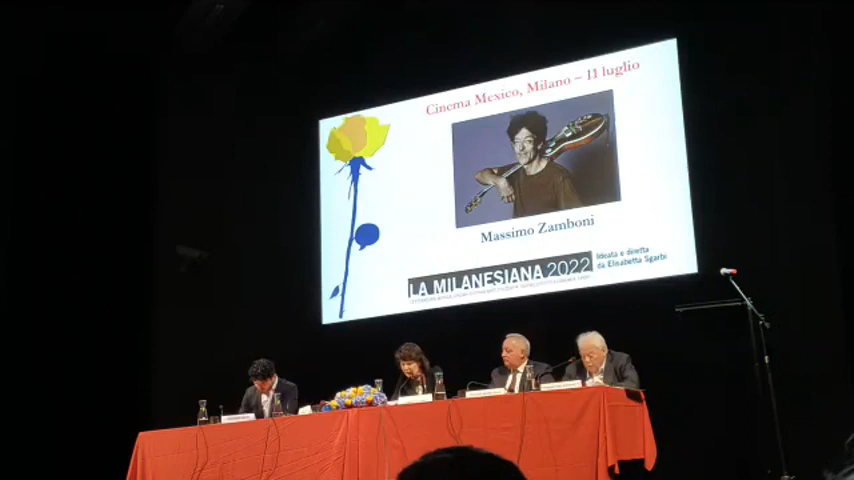 Cinema Mexico, Milano – 11 luglio
Massimo Zamboni
LA MILANESIANA 2022
Ideata e diretta
da Elisabetta Sgarbi